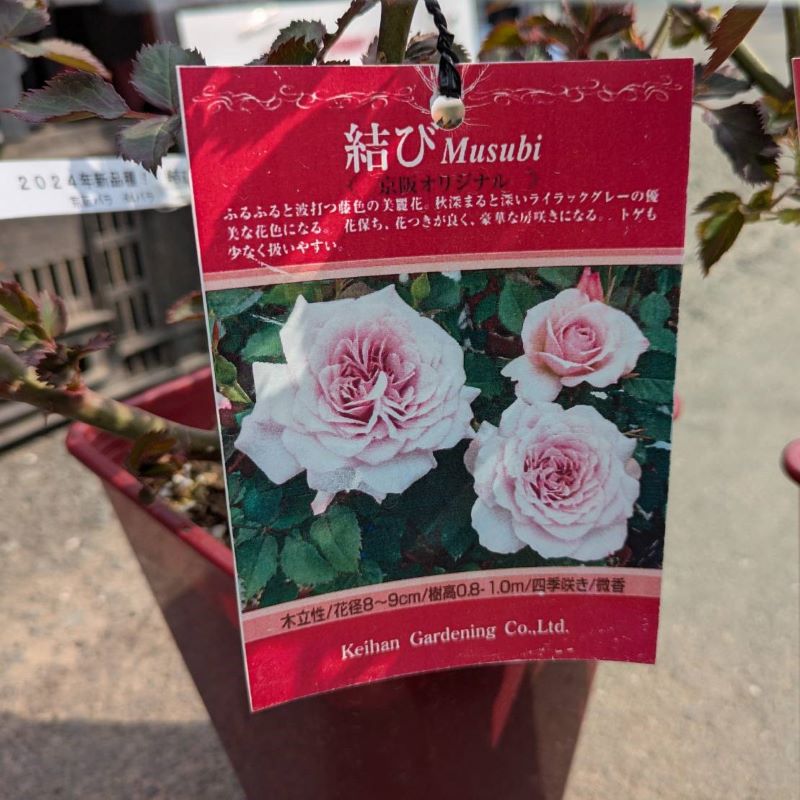 結び Musubi
京阪オリジナル
ふるふると波打つ藤色の美麗花。秋深まると深いライラックグレーの優
美な花色になる。 花保ち、花つきが良く、豪華な房咲きになる。. トゲも
少なく扱いやすい。
木立性/花径8～9cm/樹高0.8-1.0m/四季咲き/微香
Keihan Gardening Co.,Ltd.
2024年新品種！
京阪バラ